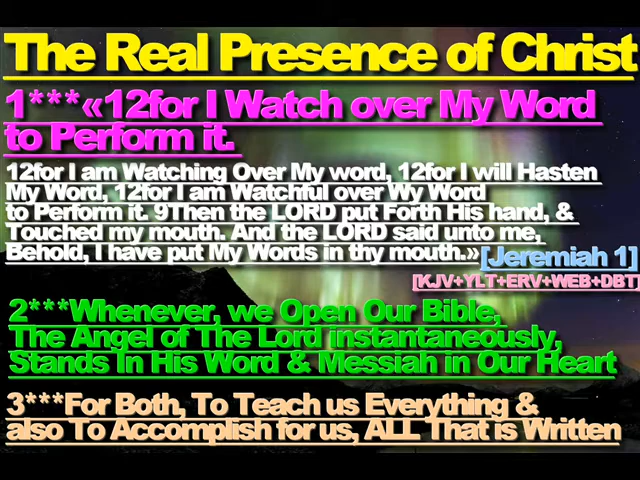 The Real Presence of Christ
1***«12for I Watch over My Word
to Perform it.
12for I am Watching Over My word, 12for I will Hasten
My Word, 12for I am Watchful over Wy Word
to Perform it. 9Then the LORD put Forth His hand, &
Touched my mouth. And the LORD said unto me,
Behold, I have put My Words in thy mouth.»[Jeremiah 1]
[KJV+YLT+ERV+WEB+DBT]
2***Whenever, we Open Our Bible,
The Angel of The Lord instantaneously,
Stands In His Word & Messiah in Our Heart
3***For Both, To Teach us Everything &
also To Accomplish for us, ALL That is Written